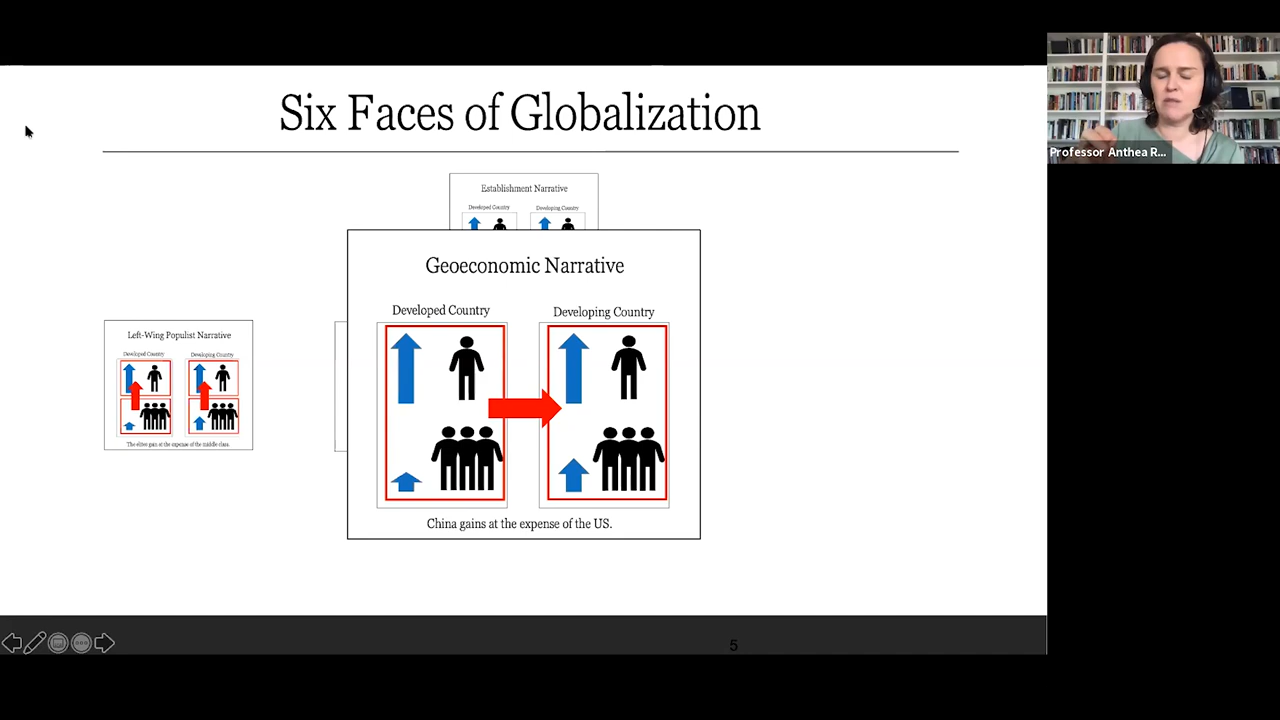 Six Faces of Globalization
Professor Anthea R...
Establishment Narrative
Developed Country
Developing Country
Geoeconomic Narrative
Developed Country
Developing Country
China gains at the expense of the US.
Left-Wing Populist Narrative
Developed Country
Developing Country
The elites gain at the expense of the middle class.
5